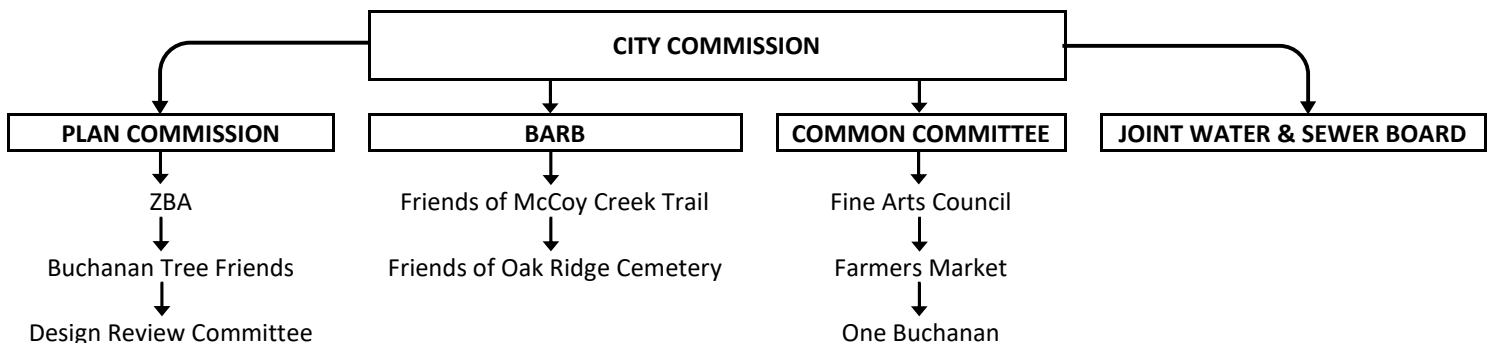 CITY COMMISSION
PLAN COMMISSION
BARB
COMMON COMMITTEE
JOINT WATER & SEWER BOARD
ZBA
Friends of McCoy Creek Trail
Fine Arts Council
Buchanan Tree Friends
Friends of Oak Ridge Cemetery
Farmers Market
Design Review Committee
One Buchanan